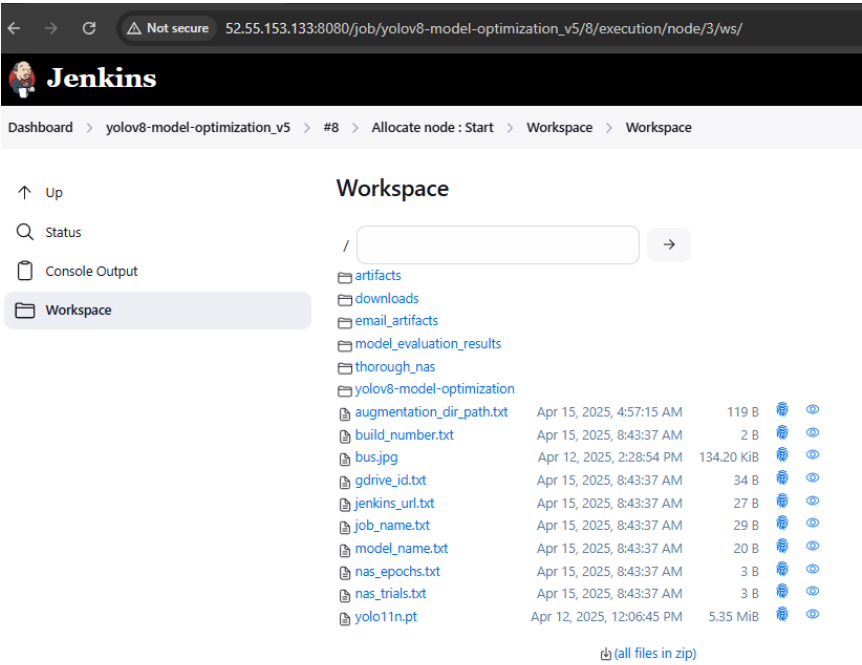 Not secure 52.55.153.133:8080/job/yolov8-model-optimization_v5/8/execution/node/3/ws/
Jenkins
Dashboard > yolov8-model-optimization_v5 > #8 > Allocate node : Start > Workspace > Workspace
Up
Status
Console Output
Workspace
Workspace
/
artifacts
downloads
email_artifacts
model_evaluation_results
thorough_nas
yolov8-model-optimization
augmentation_dir_path.txt Apr 15, 2025, 4:57:15 AM 119 B
build_number.txt Apr 15, 2025, 8:43:37 AM 2 B
bus.jpg Apr 12, 2025, 2:28:54 PM 134.20 KiB
gdrive_id.txt Apr 15, 2025, 8:43:37 AM 34 B
jenkins_url.txt Apr 15, 2025, 8:43:37 AM 27 B
job_name.txt Apr 15, 2025, 8:43:37 AM 29 B
model_name.txt Apr 15, 2025, 8:43:37 AM 20 B
nas_epochs.txt Apr 15, 2025, 8:43:37 AM 3 B
nas_trials.txt Apr 15, 2025, 8:43:37 AM 3 B
yolo11n.pt Apr 12, 2025, 12:06:45 PM 5.35 MiB
(all files in zip)